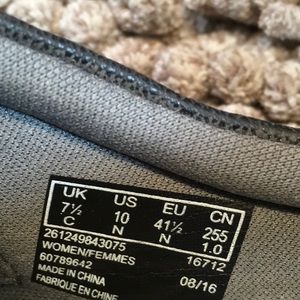 UK US EU CN
7½ 10 41½ 255
C N N 1.0
261249843075
WOMEN/FEMMES 16712
60789642
MADE IN CHINA 08/16
FABRIQUE EN CHINE